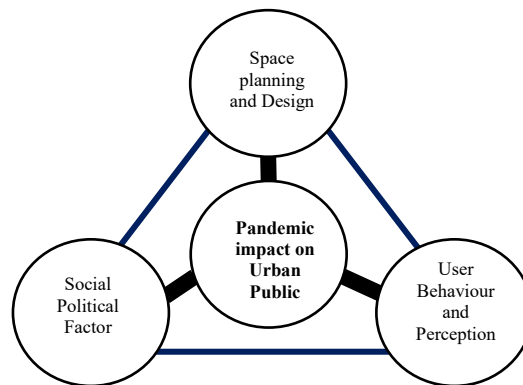 Space
planning
and Design
Pandemic
impact on
Urban
Public
Social
Political
Factor
User
Behaviour
and
Perception